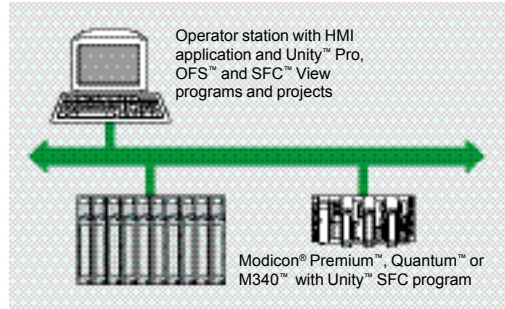 Operator station with HMI
application and Unity™ Pro,
OFS™ and SFC™ View
programs and projects
Modicon® Premium™, Quantum™ or
M340™ with Unity™ SFC program